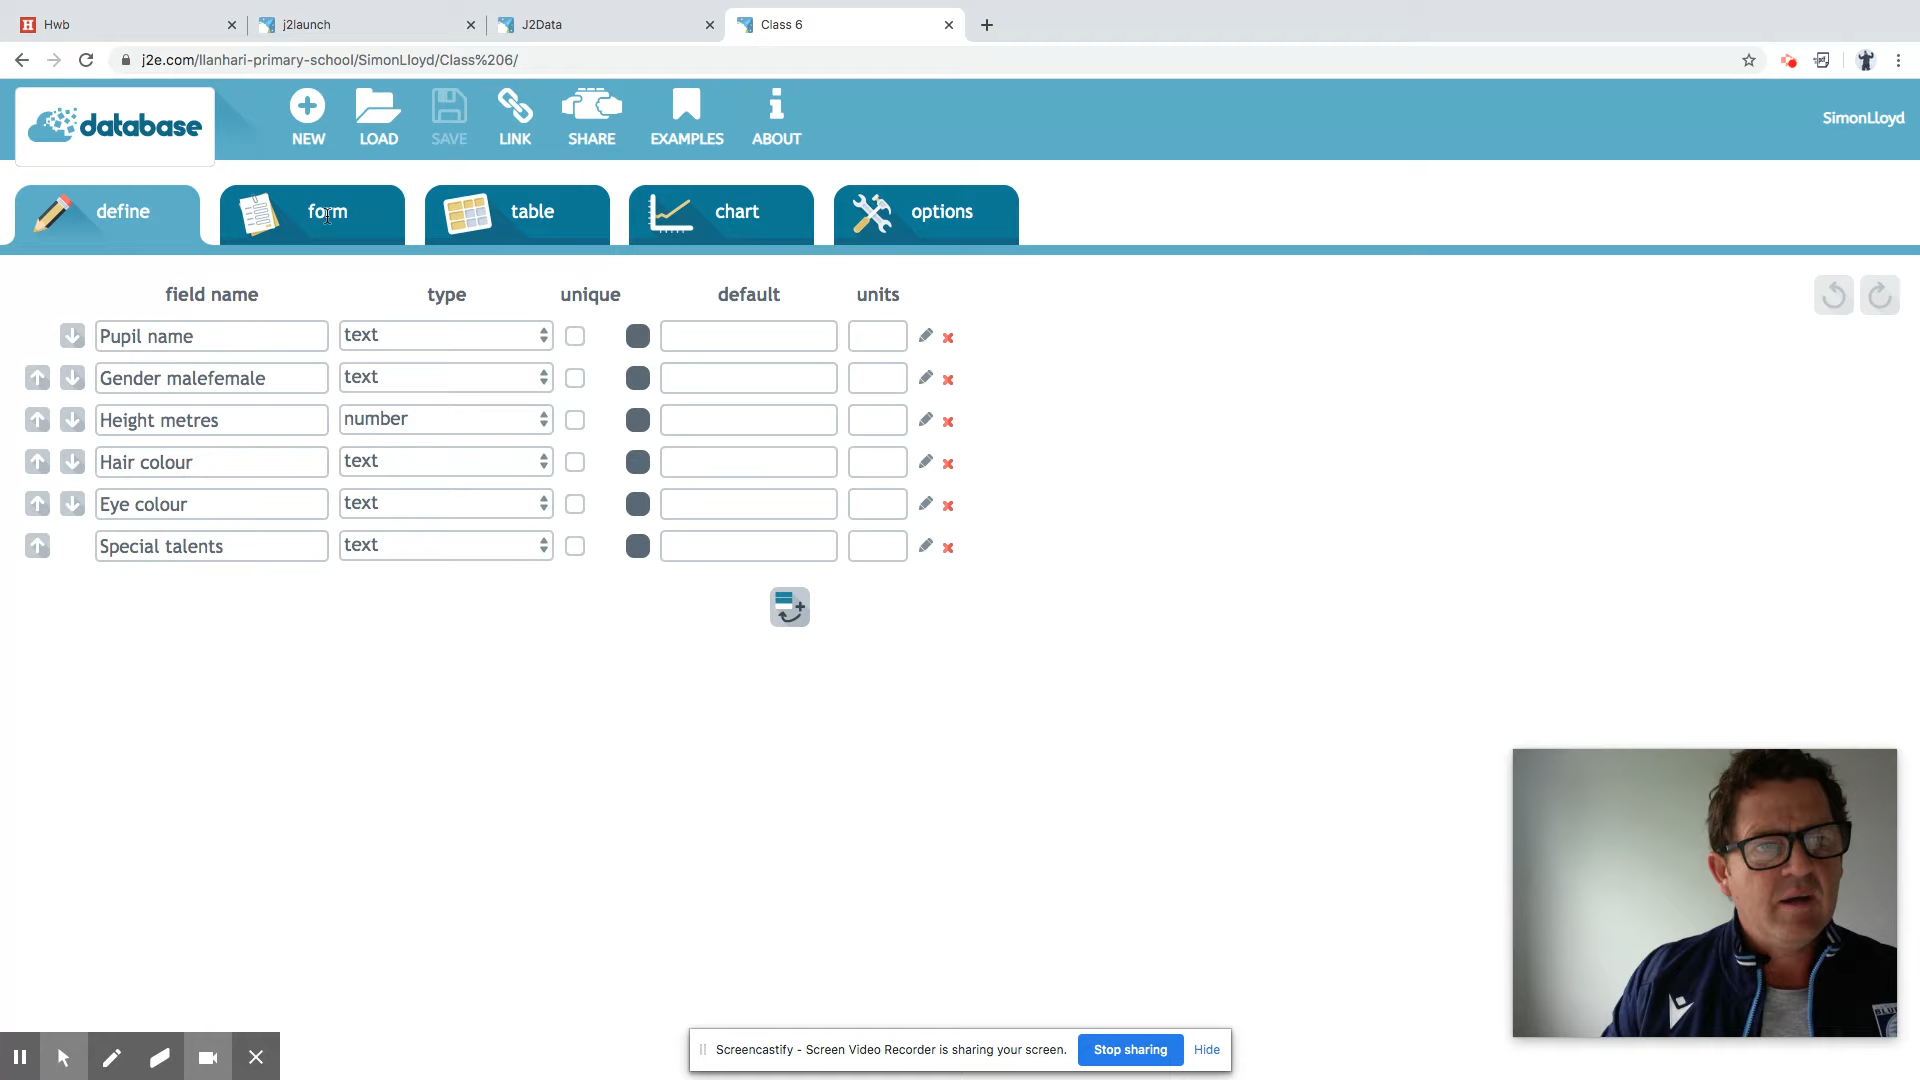 Hwb
j2launch
J2Data
Class 6
j2e.com/llanhari-primary-school/SimonLloyd/Class%206/
database
NEW
LOAD
SAVE
LINK
SHARE
EXAMPLES
ABOUT
SimonLloyd
define
form
table
chart
options
field name type unique default units
Pupil name text
Gender malefemale text
Height metres number
Hair colour text
Eye colour text
Special talents text
Screencastify - Screen Video Recorder is sharing your screen. Stop sharing Hide